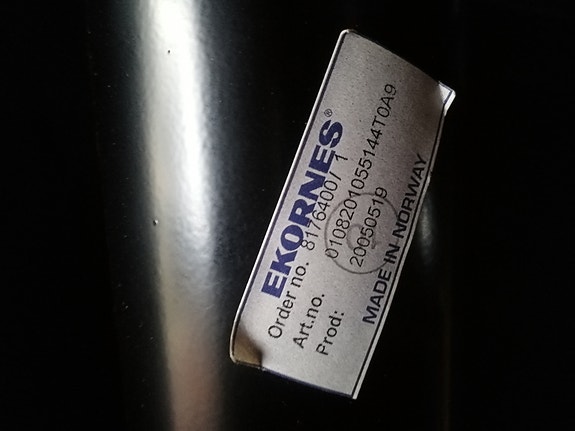 EKORNES®
Order no. 8176400/ 1
Art.no. 0108201055144T0A9
Prod: 20050519
MADE IN NORWAY